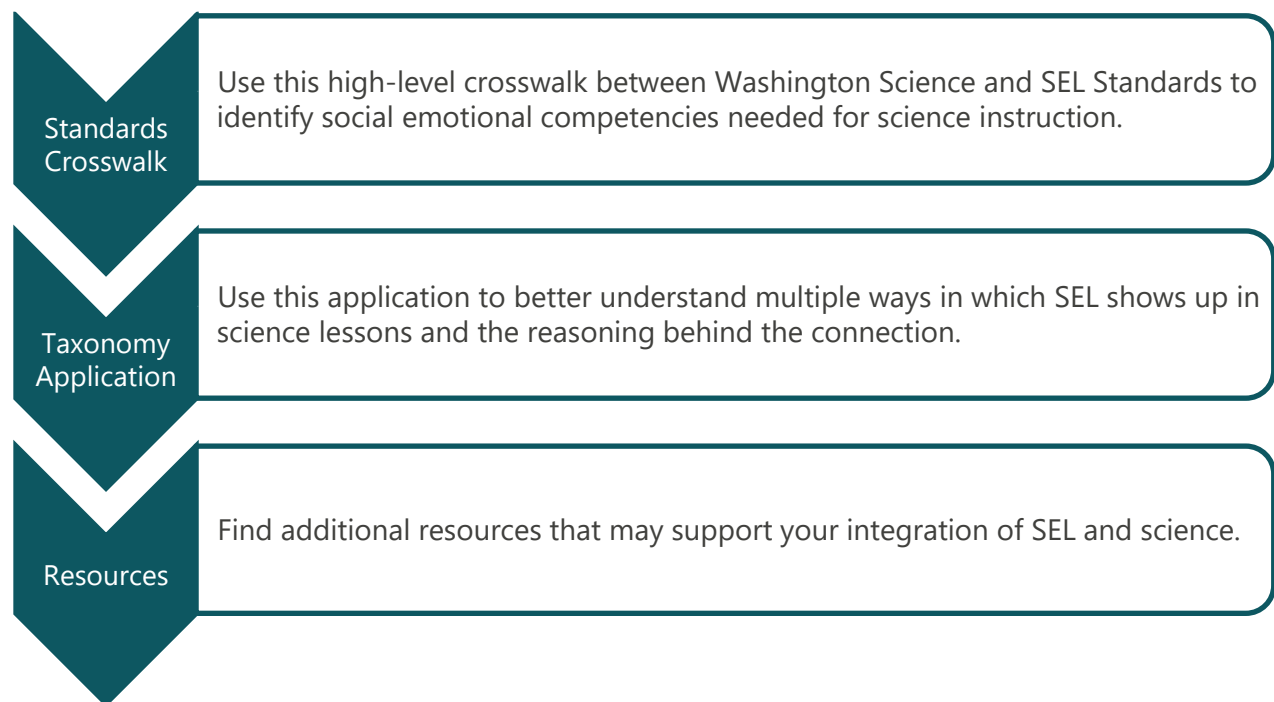 Standards
Crosswalk
Use this high-level crosswalk between Washington Science and SEL Standards to
identify social emotional competencies needed for science instruction.
Taxonomy
Application
Use this application to better understand multiple ways in which SEL shows up in
science lessons and the reasoning behind the connection.
Resources
Find additional resources that may support your integration of SEL and science.